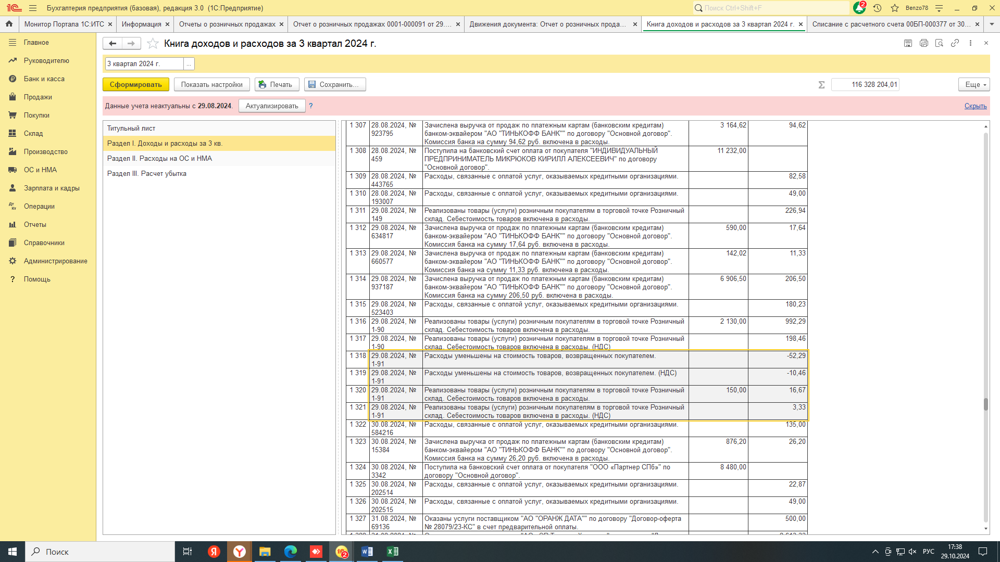 Бухгалтерия предприятия (базовая), редакция 3.0 (1С:Предприятие)
Поиск Ctrl+Shift+F
2
Benzo78
Монитор Портала 1С:ИТС
Информация
Отчеты о розничных продажах
Отчет о розничных продажах 0001-000091 от 29....
Движения документа: Отчет о розничных прода...
Книга доходов и расходов за 3 квартал 2024 г.
Списание с расчетного счета 00БП-000377 от 30...
Главное
Руководителю
Банк и касса
Продажи
Покупки
Склад
Производство
ОС и НМА
Зарплата и кадры
Операции
Отчеты
Справочники
Администрирование
Помощь
Книга доходов и расходов за 3 квартал 2024 г.
3 квартал 2024 г.
...
Сформировать
Показать настройки
Печать
Сохранить...
Σ
116 328 204,01
Еще
Данные учета неактуальны с 29.08.2024.
Актуализировать
?
Скрыть
Титульный лист
Раздел I. Доходы и расходы за 3 кв.
Раздел II. Расходы на ОС и НМА
Раздел III. Расчет убытка
1 307 28.08.2024, № Зачислена выручка от продаж по платежным картам (банковским кредитам) 3 164,62 94,62
923795 банком-эквайером "АО "ТИНЬКОФФ БАНК"" по договору "Основной договор".
Комиссия банка на сумму 94,62 руб. включена в расходы.
1 308 28.08.2024, № Поступила на банковский счет оплата от покупателя "ИНДИВИДУАЛЬНЫЙ 11 232,00
459 ПРЕДПРИНИМАТЕЛЬ МИКРЮКОВ КИРИЛЛ АЛЕКСЕЕВИЧ" по договору
"Основной договор".
1 309 28.08.2024, № Расходы, связанные с оплатой услуг, оказываемых кредитными организациями. 82,58
443765
1 310 28.08.2024, № Расходы, связанные с оплатой услуг, оказываемых кредитными организациями. 49,00
193007
1 311 29.08.2024, № Реализованы товары (услуги) розничным покупателям в торговой точке Розничный 226,94
149 склад. Себестоимость товаров включена в расходы.
1 312 29.08.2024, № Зачислена выручка от продаж по платежным картам (банковским кредитам) 590,00 17,64
634817 банком-эквайером "АО "ТИНЬКОФФ БАНК"" по договору "Основной договор".
Комиссия банка на сумму 17,64 руб. включена в расходы.
1 313 29.08.2024, № Зачислена выручка от продаж по платежным картам (банковским кредитам) 142,02 11,33
660577 банком-эквайером "АО "ТИНЬКОФФ БАНК"" по договору "Основной договор".
Комиссия банка на сумму 11,33 руб. включена в расходы.
1 314 29.08.2024, № Зачислена выручка от продаж по платежным картам (банковским кредитам) 6 906,50 206,50
937187 банком-эквайером "АО "ТИНЬКОФФ БАНК"" по договору "Основной договор".
Комиссия банка на сумму 206,50 руб. включена в расходы.
1 315 29.08.2024, № Расходы, связанные с оплатой услуг, оказываемых кредитными организациями. 180,23
523403
1 316 29.08.2024, № Реализованы товары (услуги) розничным покупателям в торговой точке Розничный 2 130,00 992,29
1-90 склад. Себестоимость товаров включена в расходы.
1 317 29.08.2024, № Реализованы товары (услуги) розничным покупателям в торговой точке Розничный 198,46
1-90 склад. Себестоимость товаров включена в расходы. (НДС)
1 318 29.08.2024, № Расходы уменьшены на стоимость товаров, возвращенных покупателем. -52,29
1-91
1 319 29.08.2024, № Расходы уменьшены на стоимость товаров, возвращенных покупателем. (НДС) -10,46
1-91
1 320 29.08.2024, № Реализованы товары (услуги) розничным покупателям в торговой точке Розничный 150,00 16,67
1-91 склад. Себестоимость товаров включена в расходы.
1 321 29.08.2024, № Реализованы товары (услуги) розничным покупателям в торговой точке Розничный 3,33
1-91 склад. Себестоимость товаров включена в расходы. (НДС)
1 322 30.08.2024, № Расходы, связанные с оплатой услуг, оказываемых кредитными организациями. 135,00
584216
1 323 30.08.2024, № Зачислена выручка от продаж по платежным картам (банковским кредитам) 876,20 26,20
15384 банком-эквайером "АО "ТИНЬКОФФ БАНК"" по договору "Основной договор".
Комиссия банка на сумму 26,20 руб. включена в расходы.
1 324 30.08.2024, № Поступила на банковский счет оплата от покупателя "ООО «Партнер СПб»" по 8 480,00
3342 договору "Основной договор".
1 325 30.08.2024, № Расходы, связанные с оплатой услуг, оказываемых кредитными организациями. 22,87
202514
1 326 30.08.2024, № Расходы, связанные с оплатой услуг, оказываемых кредитными организациями. 49,00
202515
1 327 31.08.2024, № Оказаны услуги поставщиком "АО "ОРАНЖ ДАТА"" по договору "Договор-оферта 500,00
69136 № 28079/23-КС" в счет предварительной оплаты.
Поиск
2
РУС
17:38
29.10.2024